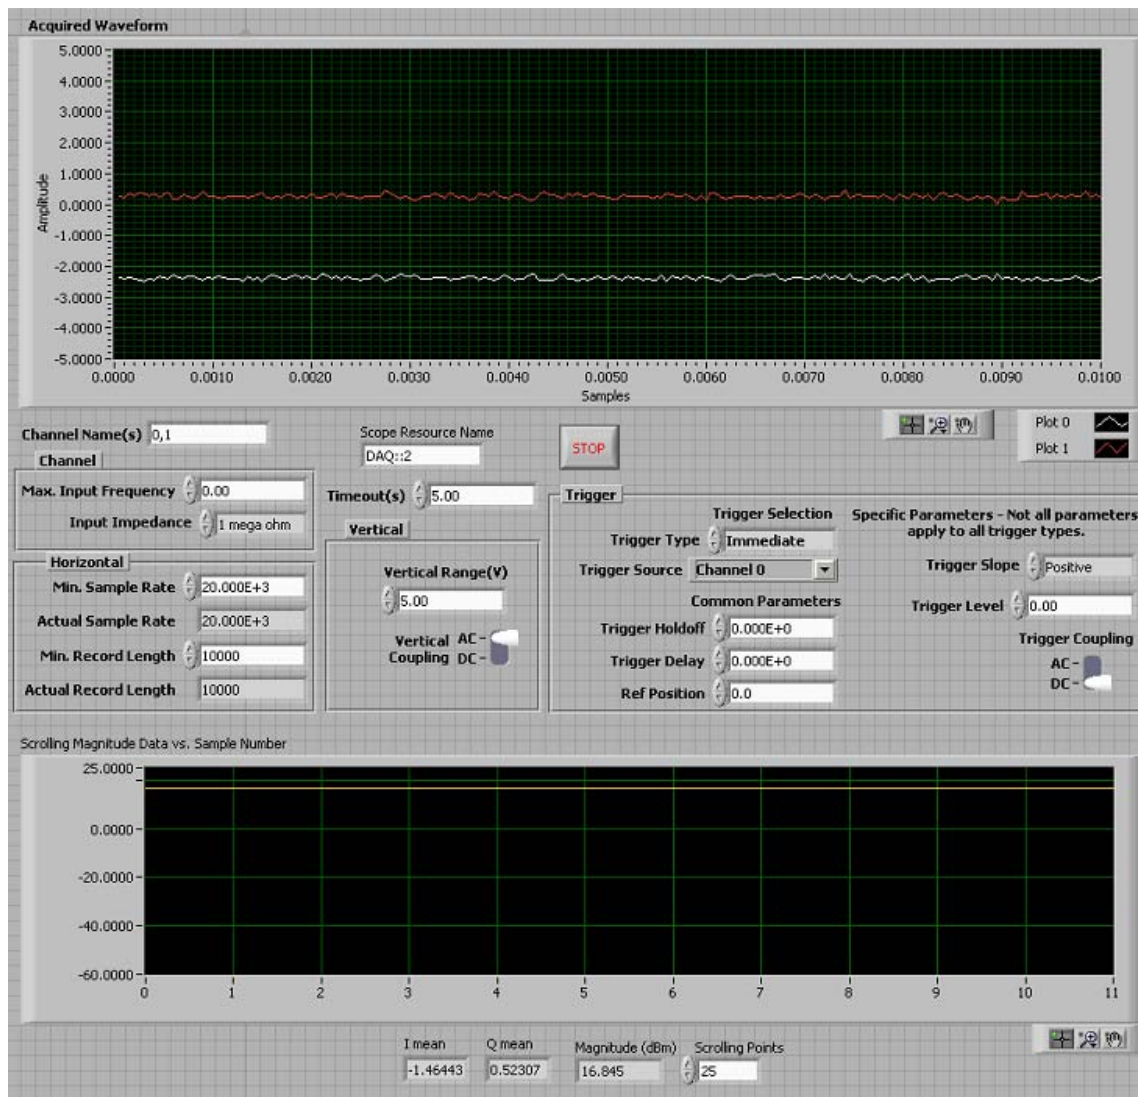 Acquired Waveform
5.0000
4.0000
3.0000
2.0000
1.0000
0.0000
-1.0000
-2.0000
-3.0000
-4.0000
-5.0000
Amplitude
0.0000 0.0010 0.0020 0.0030 0.0040 0.0050 0.0060 0.0070 0.0080 0.0090 0.0100
Samples
Plot 0
Plot 1
Channel Name(s) 0,1
Channel
Max. Input Frequency 0.00
Input Impedance 1 mega ohm
Horizontal
Min. Sample Rate 20.000E+3
Actual Sample Rate 20.000E+3
Min. Record Length 10000
Actual Record Length 10000
Scope Resource Name
DAQ::2
Timeout(s) 5.00
Vertical
Vertical Range(V)
5.00
Vertical Coupling
AC-
DC-
STOP
Trigger
Trigger Selection
Trigger Type Immediate
Trigger Source Channel 0
Common Parameters
Trigger Holdoff 0.000E+0
Trigger Delay 0.000E+0
Ref Position 0.0
Specific Parameters - Not all parameters
apply to all trigger types.
Trigger Slope Positive
Trigger Level 0.00
Trigger Coupling
AC-
DC-
Scrolling Magnitude Data vs. Sample Number
25.0000
0.0000
-20.0000
-40.0000
-60.0000
0 1 2 3 4 5 6 7 8 9 10 11
I mean Q mean Magnitude (dBm) Scrolling Points
-1.46443 0.52307 16.845 25